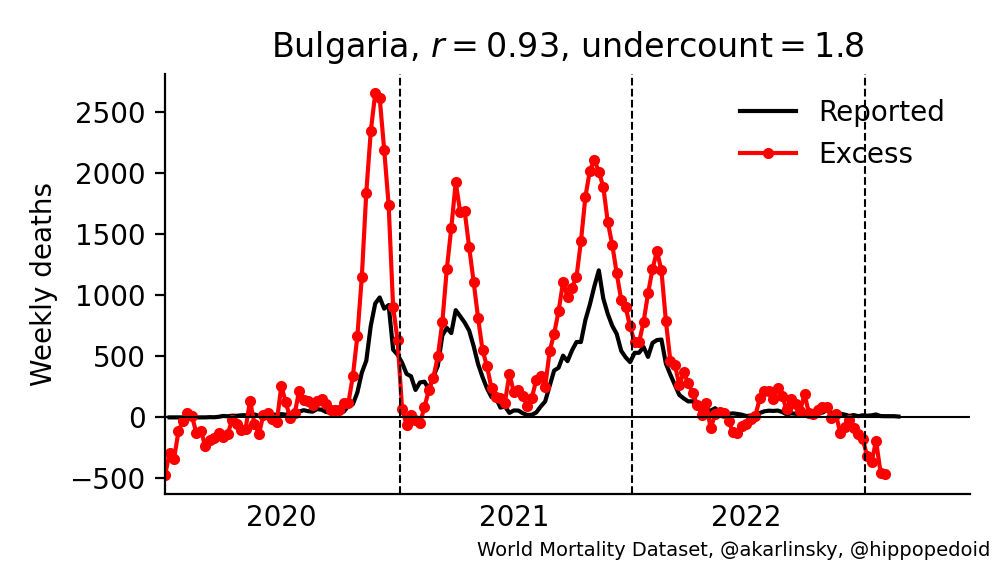 Bulgaria, r = 0.93, undercount = 1.8
Reported
Excess
Weekly deaths
2500
2000
1500
1000
500
0
−500
2020 2021 2022
World Mortality Dataset, @akarlinsky, @hippopedoid